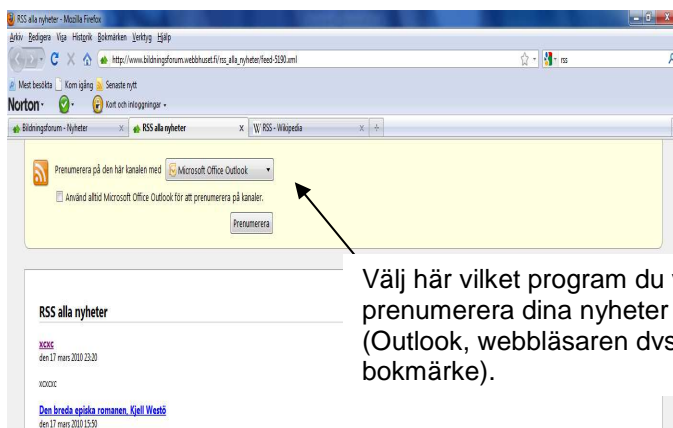 RSS alla nyheter - Mozilla Firefox
Arkiv Redigera Visa Historik Bokmärken Verktyg Hjälp
http://www.bildningsforum.webbhuset.fi/rss_alla_nyheter/feed-5190.xml rss
Mest besökta Kom igång Senaste nytt
Norton Kort och inloggningar
Bildningsforum - Nyheter RSS alla nyheter RSS - Wikipedia
Prenumerera på den här kanalen med Microsoft Office Outlook
Använd alltid Microsoft Office Outlook för att prenumerera på kanaler.
Prenumerera
Välj här vilket program du
prenumerera dina nyheter
(Outlook, webbläsaren dvs
bokmärke).
RSS alla nyheter
xcxc
den 17 mars 2010 23:20
xcxcxc
Den breda episka romanen, Kjell Westö
den 17 mars 2010 15:50